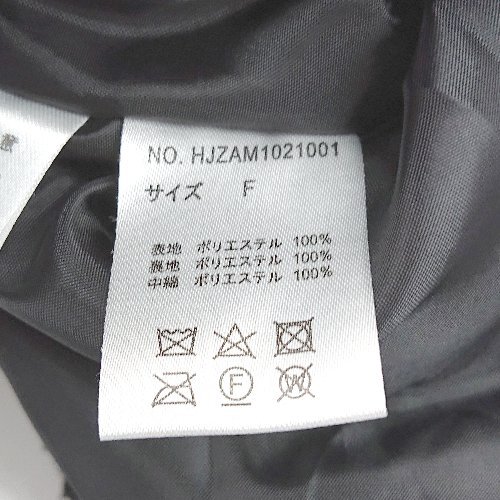 NO. HJZAM1021001
サイズ F
表地 ポリエステル 100%
裏地 ポリエステル 100%
中綿 ポリエステル 100%
F
W